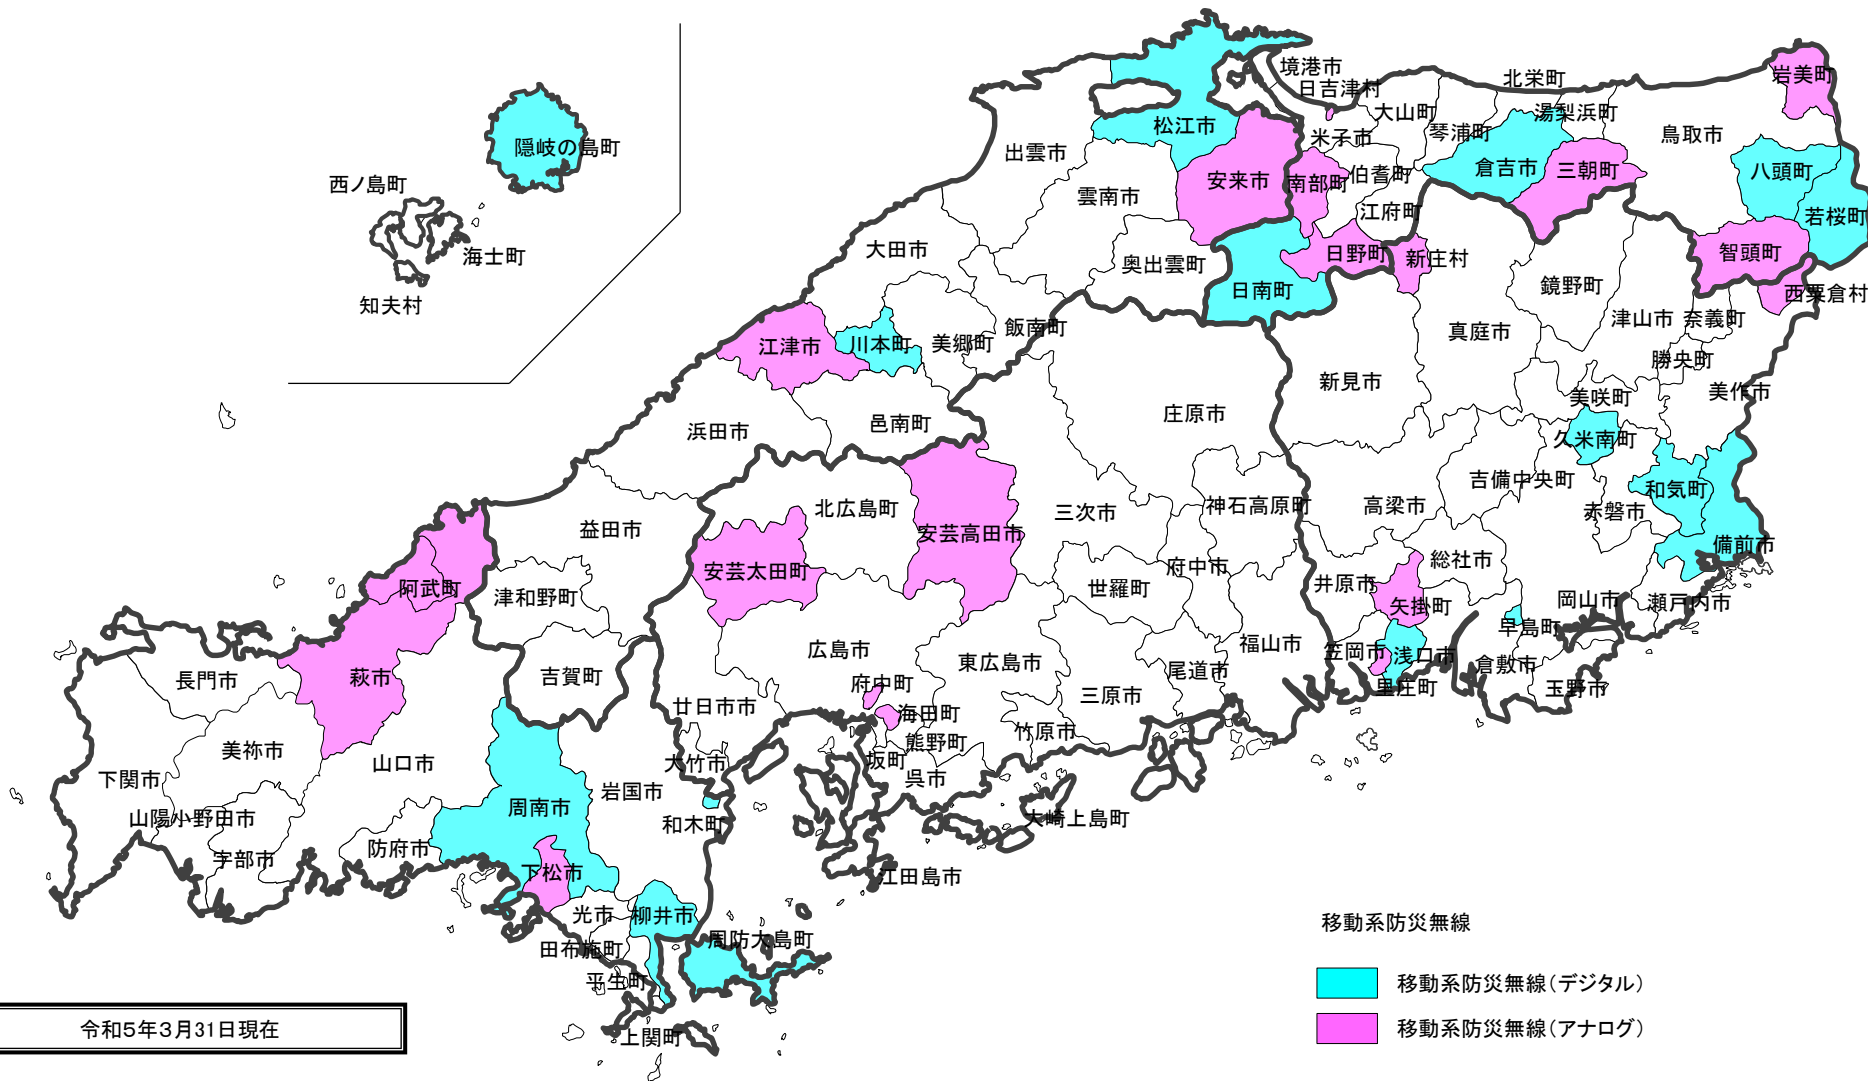 境港市
日吉津村
北栄町
岩美町
大山町
湯梨浜町
琴浦町
鳥取市
米子市
松江市
隠岐の島町
出雲市
倉吉市
三朝町
八頭町
伯耆町
安来市
南部町
西ノ島町
雲南市
江府町
若桜町
大田市
海士町
奥出雲町
日野町
新庄村
智頭町
日南町
鏡野町
西粟倉村
知夫村
飯南町
津山市
奈義町
真庭市
江津市
川本町
美郷町
勝央町
新見市
美作市
美咲町
庄原市
浜田市
邑南町
久米南町
吉備中央町
和気町
北広島町
三次市
神石高原町
高梁市
赤磐市
益田市
安芸高田市
備前市
総社市
安芸太田町
府中市
阿武町
世羅町
井原市
津和野町
矢掛町
岡山市
瀬戸内市
早島町
福山市
広島市
笠岡市
浅口市
東広島市
倉敷市
尾道市
吉賀町
長門市
萩市
府中町
里庄町
玉野市
三原市
廿日市市
海田町
竹原市
熊野町
美祢市
坂町
山口市
大竹市
下関市
呉市
岩国市
周南市
山陽小野田市
和木町
大崎上島町
防府市
宇部市
下松市
江田島市
光市
柳井市
移動系防災無線
周防大島町
田布施町
平生町
移動系防災無線(デジタル)
令和5年3月31日現在
移動系防災無線(アナログ)
上関町